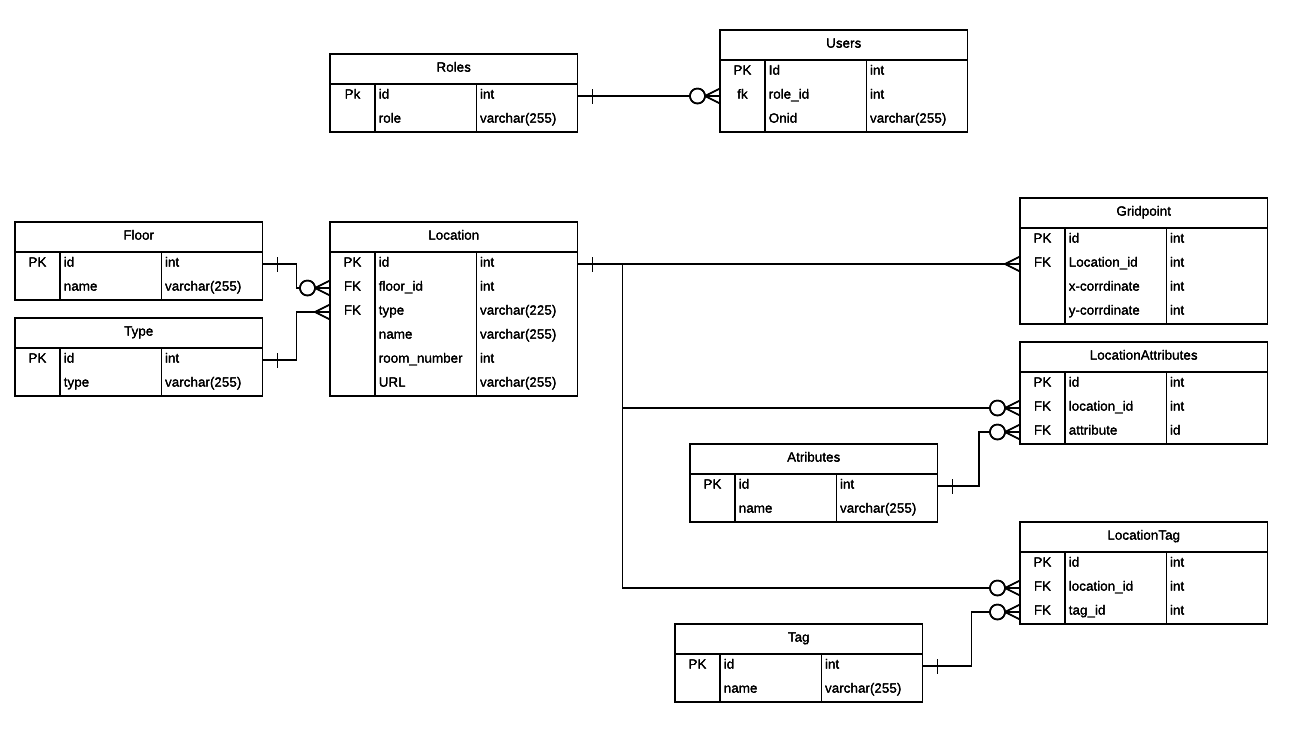 Users
PK Id int
fk role_id int
Onid varchar(255)
Roles
Pk id int
role varchar(255)
Floor
PK id int
name varchar(255)
Type
PK id int
type varchar(255)
Location
PK id int
FK floor_id int
FK type varchar(225)
name varchar(255)
room_number int
URL varchar(255)
Gridpoint
PK id int
FK Location_id int
x-corrdinate int
y-corrdinate int
LocationAttributes
PK id int
FK location_id int
FK attribute id
Atributes
PK id int
name varchar(255)
LocationTag
PK id int
FK location_id int
FK tag_id int
Tag
PK id int
name varchar(255)